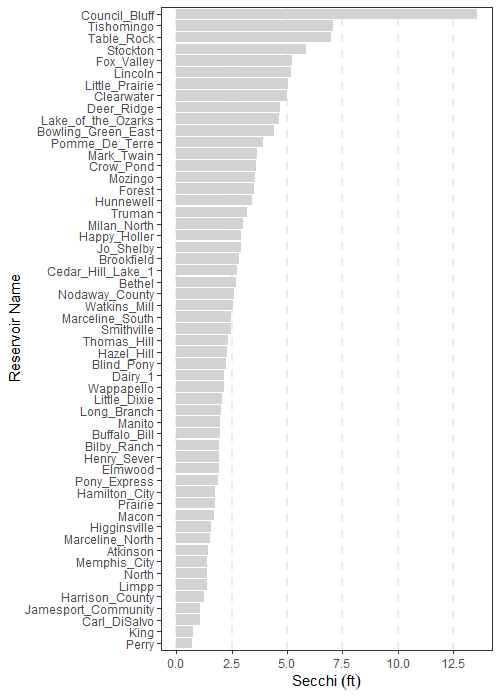 Council_Bluff
Tishomingo
Table_Rock
Stockton
Fox_Valley
Lincoln
Little_Prairie
Clearwater
Deer_Ridge
Lake_of_the_Ozarks
Bowling_Green_East
Pomme_De_Terre
Mark_Twain
Crow_Pond
Mozingo
Forest
Hunnewell
Truman
Milan_North
Happy_Holler
Jo_Shelby
Brookfield
Cedar_Hill_Lake_1
Bethel
Nodaway_County
Watkins_Mill
Marceline_South
Smithville
Thomas_Hill
Hazel_Hill
Blind_Pony
Dairy_1
Wappapello
Little_Dixie
Long_Branch
Manito
Buffalo_Bill
Bilby_Ranch
Henry_Sever
Elmwood
Pony_Express
Hamilton_City
Prairie
Macon
Higginsville
Marceline_North
Atkinson
Memphis_City
North
Limpp
Harrison_County
Jamesport_Community
Carl_DiSalvo
King
Perry
Reservoir Name
0.0 2.5 5.0 7.5 10.0 12.5
Secchi (ft)